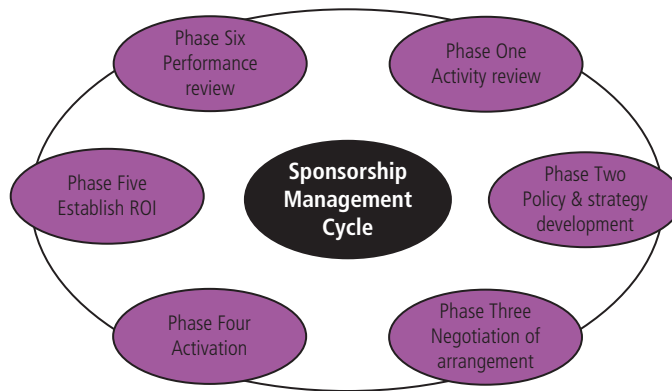 Phase Six
Performance
review
Phase One
Activity review
Phase Five
Establish ROI
Sponsorship
Management
Cycle
Phase Two
Policy & strategy
development
Phase Four
Activation
Phase Three
Negotiation of
arrangement